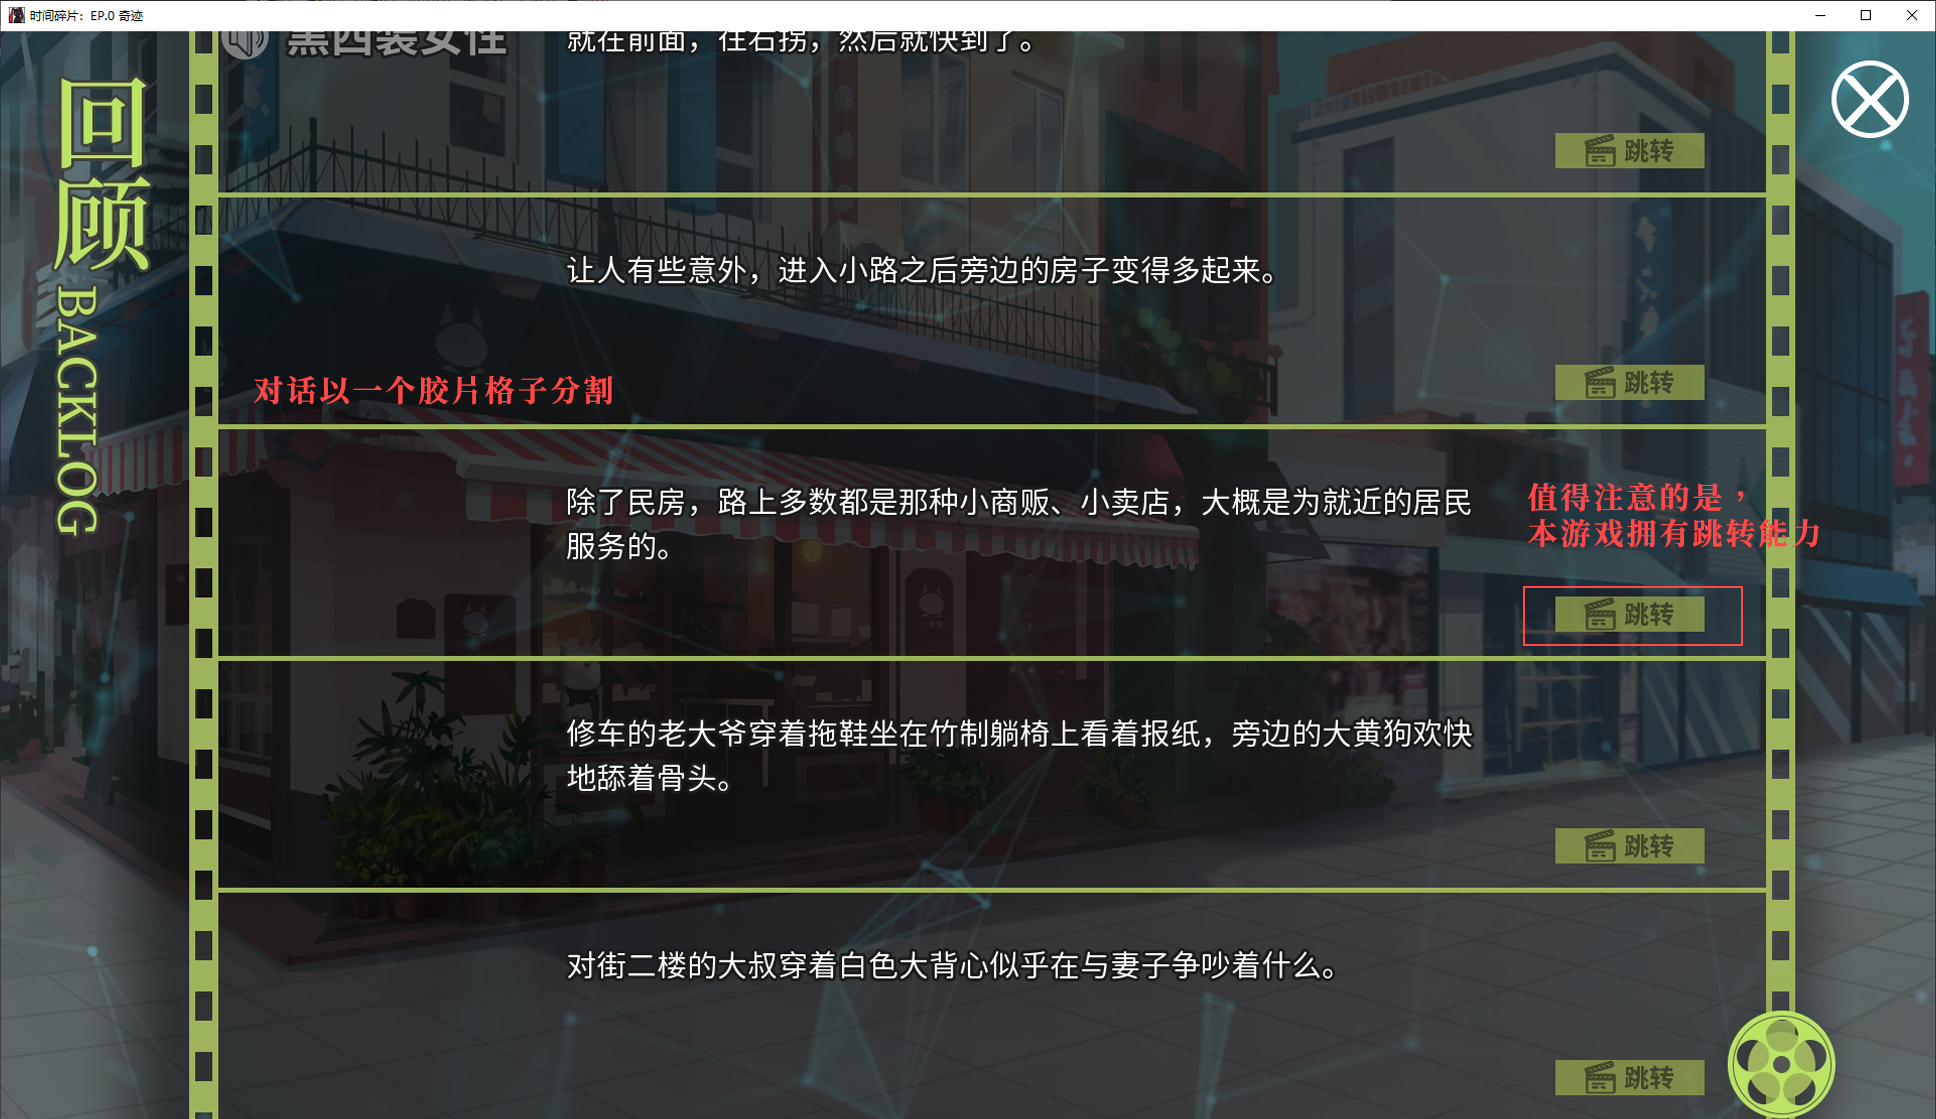 时间碎片：EP.0 奇迹
黑西装女性
就在前面，往右拐，然后就快到了。
回顾
BACKLOG
跳转
让人有些意外，进入小路之后旁边的房子变得多起来。
跳转
对话以一个胶片格子分割
除了民房，路上多数都是那种小商贩、小卖店，大概是为就近的居民
服务的。
值得注意的是，
本游戏拥有跳转能力
跳转
修车的老大爷穿着拖鞋坐在竹制躺椅上看着报纸，旁边的大黄狗欢快
地舔着骨头。
跳转
对街二楼的大叔穿着白色大背心似乎在与妻子争吵着什么。
跳转